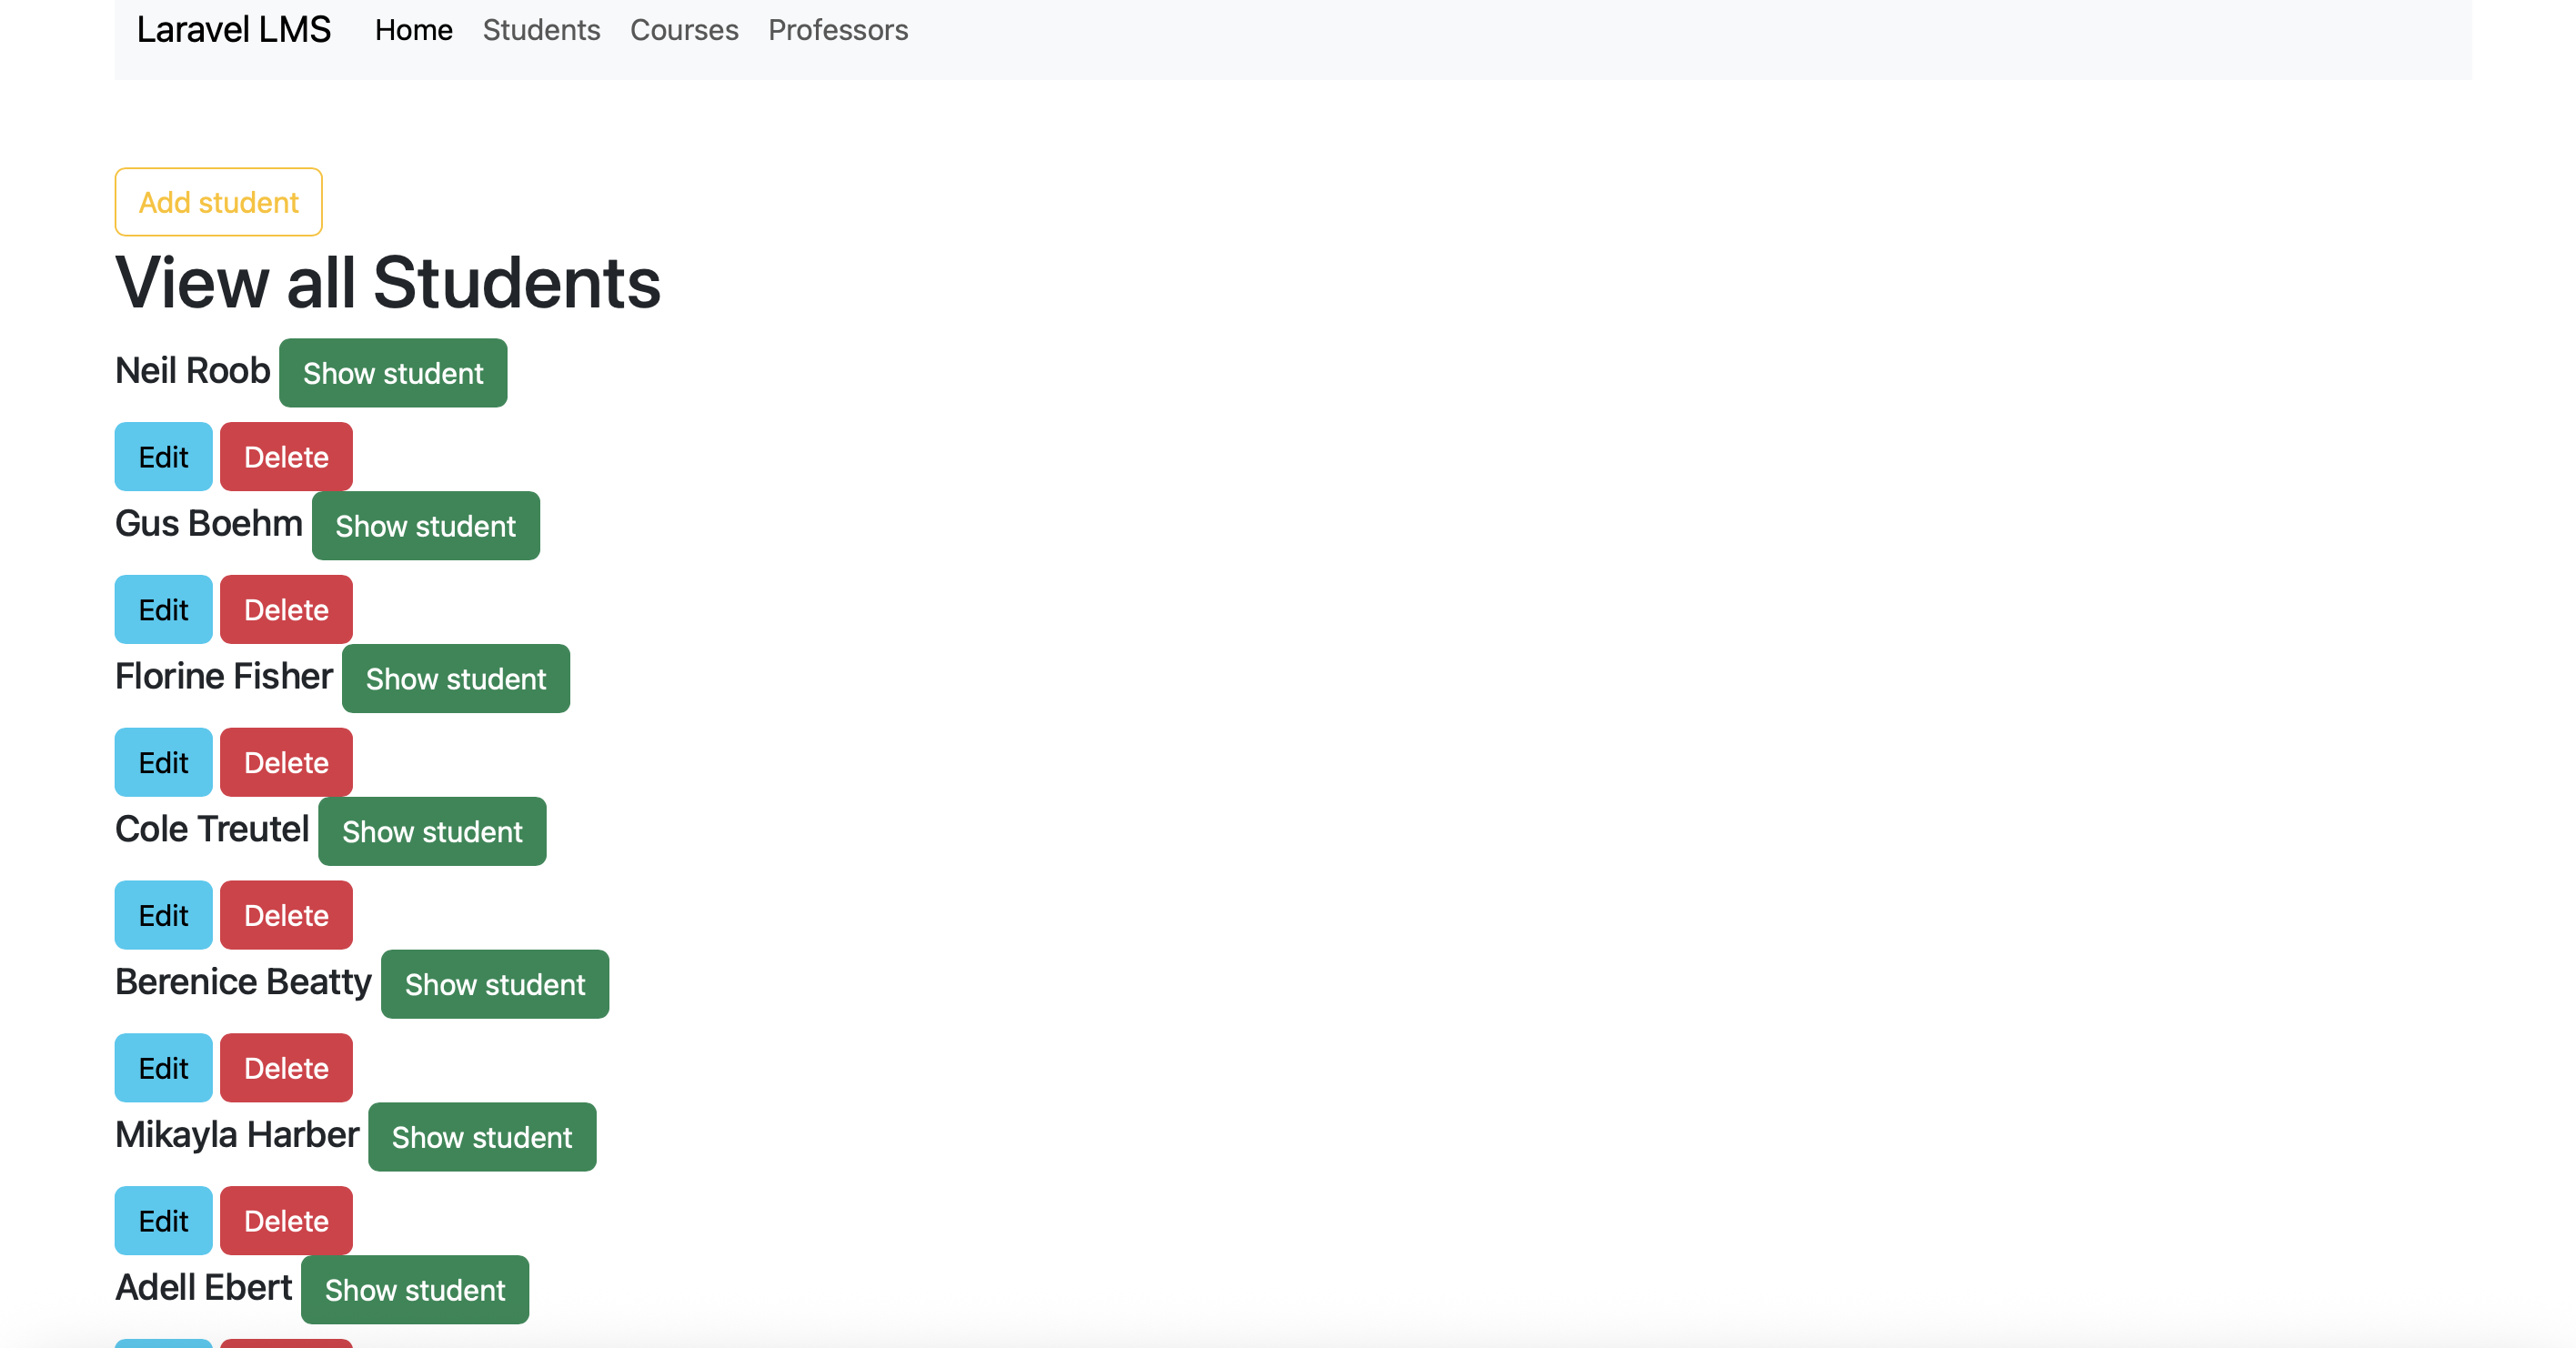 Laravel LMS Home Students Courses Professors
Add student
View all Students
Neil Roob Show student
Edit Delete
Gus Boehm Show student
Edit Delete
Florine Fisher Show student
Edit Delete
Cole Treutel Show student
Edit Delete
Berenice Beatty Show student
Edit Delete
Mikayla Harber Show student
Edit Delete
Adell Ebert Show student